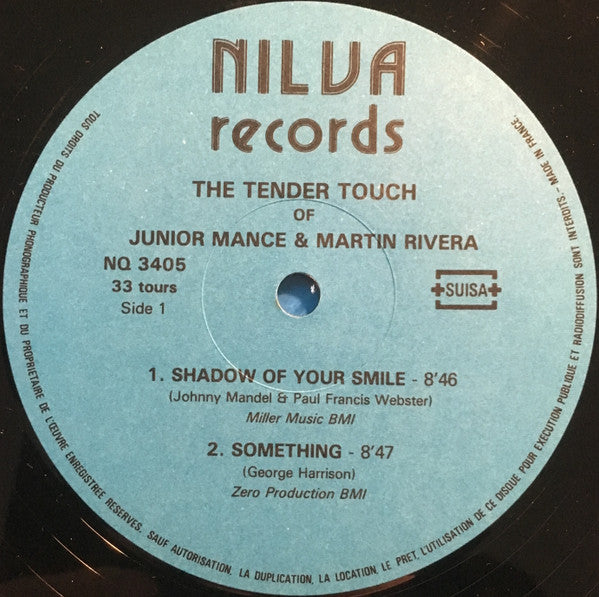 NILVA
records
THE TENDER TOUCH
OF
JUNIOR MANCE & MARTIN RIVERA
NQ 3405
33 tours
Side 1
SUISA
1. SHADOW OF YOUR SMILE - 8'46
(Johnny Mandel & Paul Francis Webster)
Miller Music BMI
2. SOMETHING - 8'47
(George Harrison)
Zero Production BMI
TOUS DROITS DU PRODUCTEUR PHONOGRAPHIQUE ET DU PROPRIETAIRE DE L'ŒUVRE ENREGISTREE RESERVES. SAUF AUTORISATION, LA DUPLICATION, LA LOCATION, LE PRET, L'UTILISATION DE CE DISQUE POUR EXECUTION PUBLIQUE ET RADIODIFFUSION SONT INTERDITS.- MADE IN FRANCE.